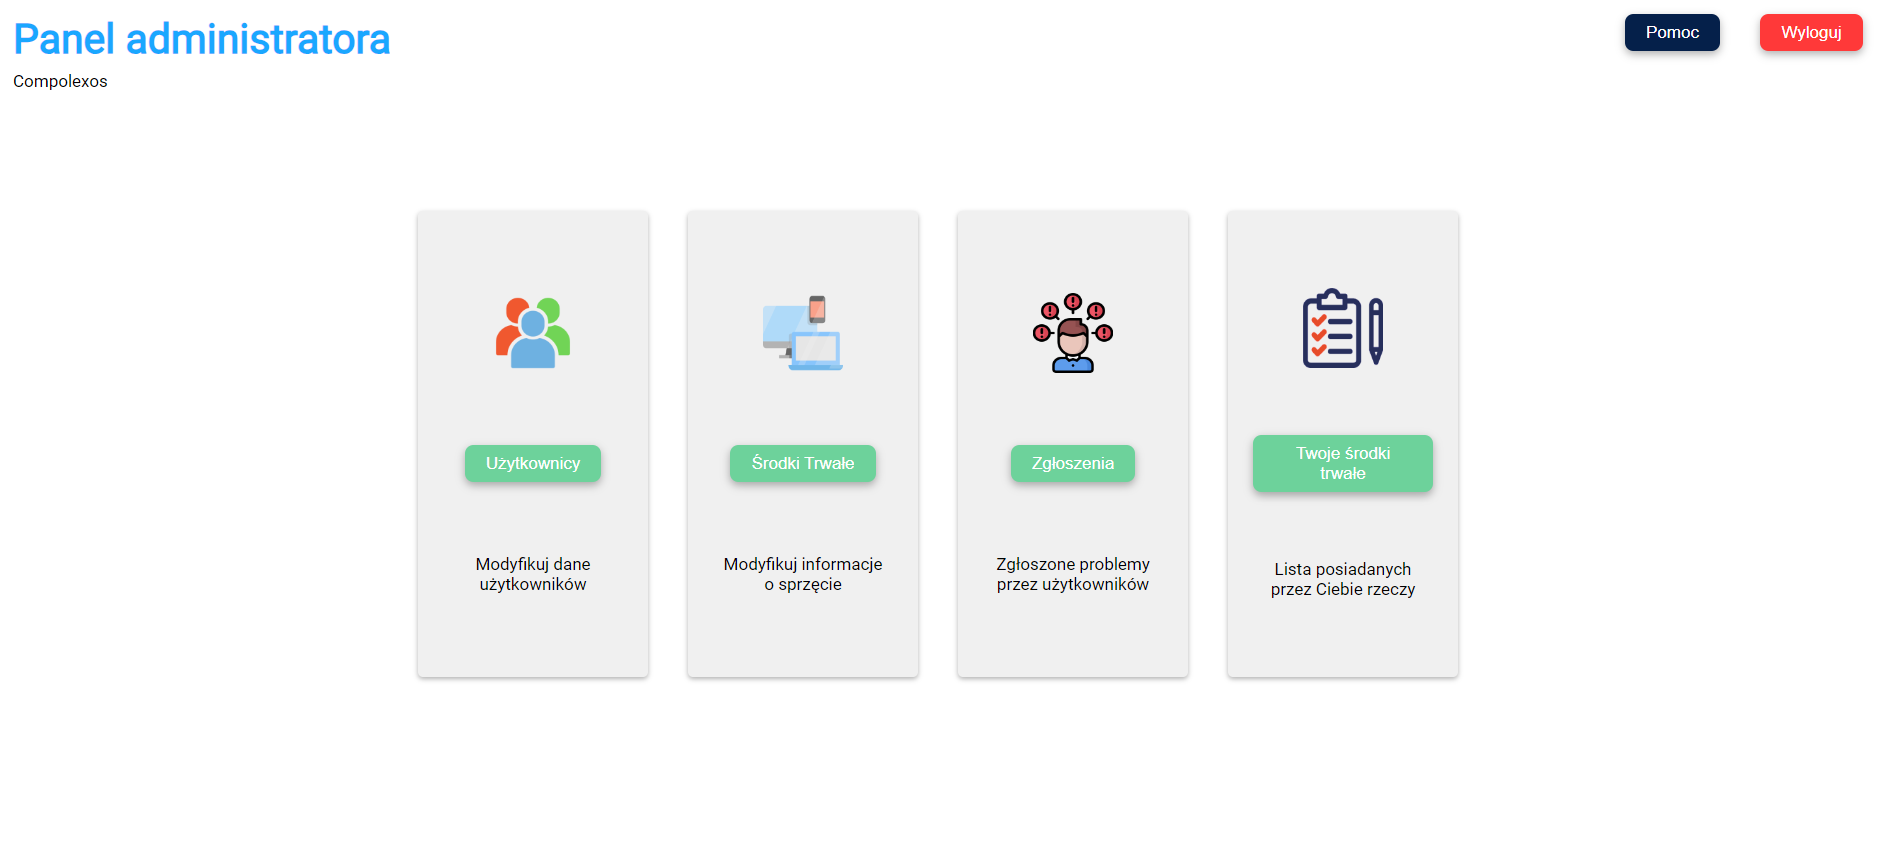 Panel administratora
Pomoc
Wyloguj
Compolexos
Użytkownicy
Modyfikuj dane
użytkowników
Środki Trwałe
Modyfikuj informacje
o sprzęcie
Zgłoszenia
Zgłoszone problemy
przez użytkowników
Twoje środki
trwałe
Lista posiadanych
przez Ciebie rzeczy